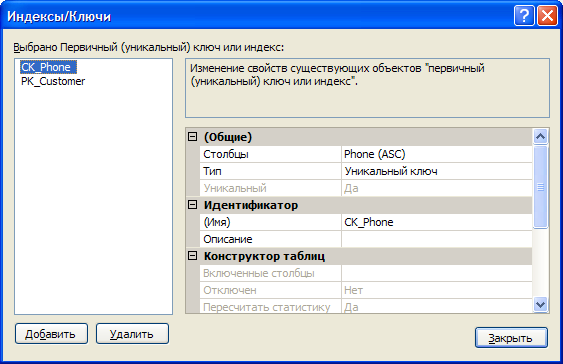 Индексы/Ключи
Выбрано Первичный (уникальный) ключ или индекс:
CK_Phone
PK_Customer
Изменение свойств существующих объектов "первичный
(уникальный) ключ или индекс".
(Общие)
Столбцы Phone (ASC)
Тип Уникальный ключ
Уникальный Да
Идентификатор
(Имя) CK_Phone
Описание
Конструктор таблиц
Включенные столбцы
Отключен Нет
Пересчитать статистику Да
Добавить Удалить Закрыть